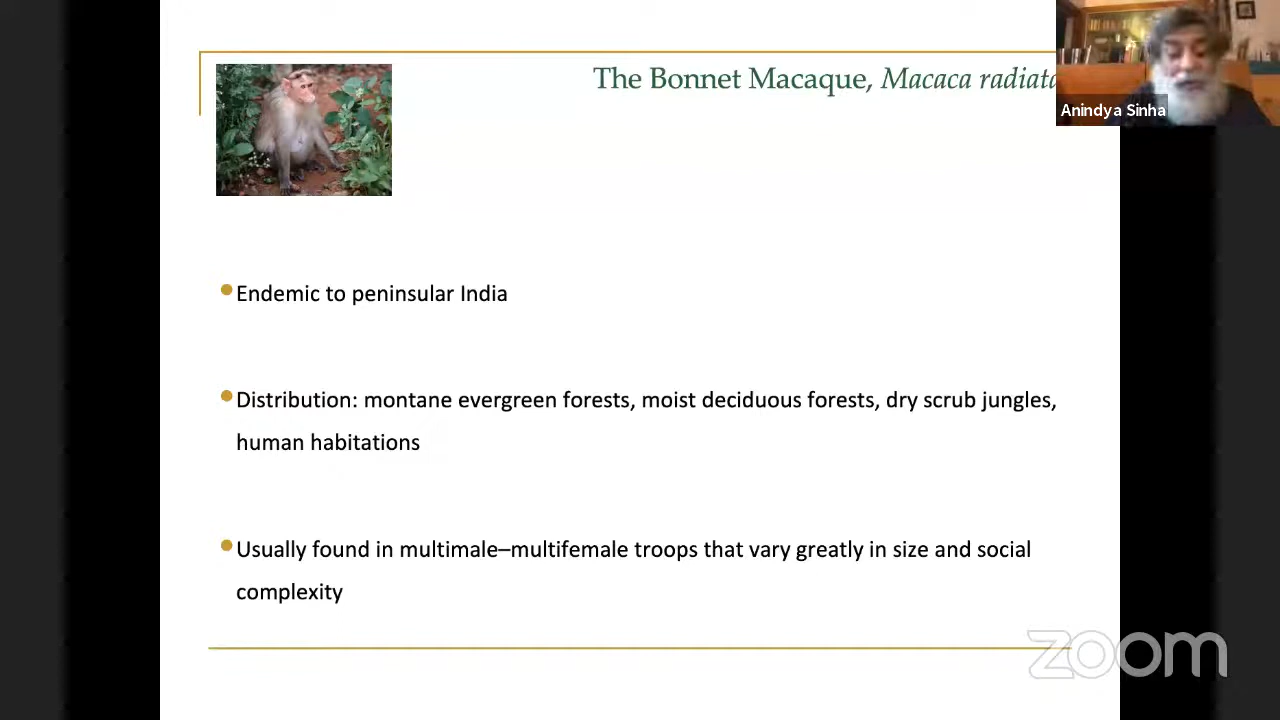 The Bonnet Macaque, Macaca radiata
Anindya Sinha
Endemic to peninsular India
Distribution: montane evergreen forests, moist deciduous forests, dry scrub jungles,
human habitations
Usually found in multimale–multifemale troops that vary greatly in size and social
complexity
zoom